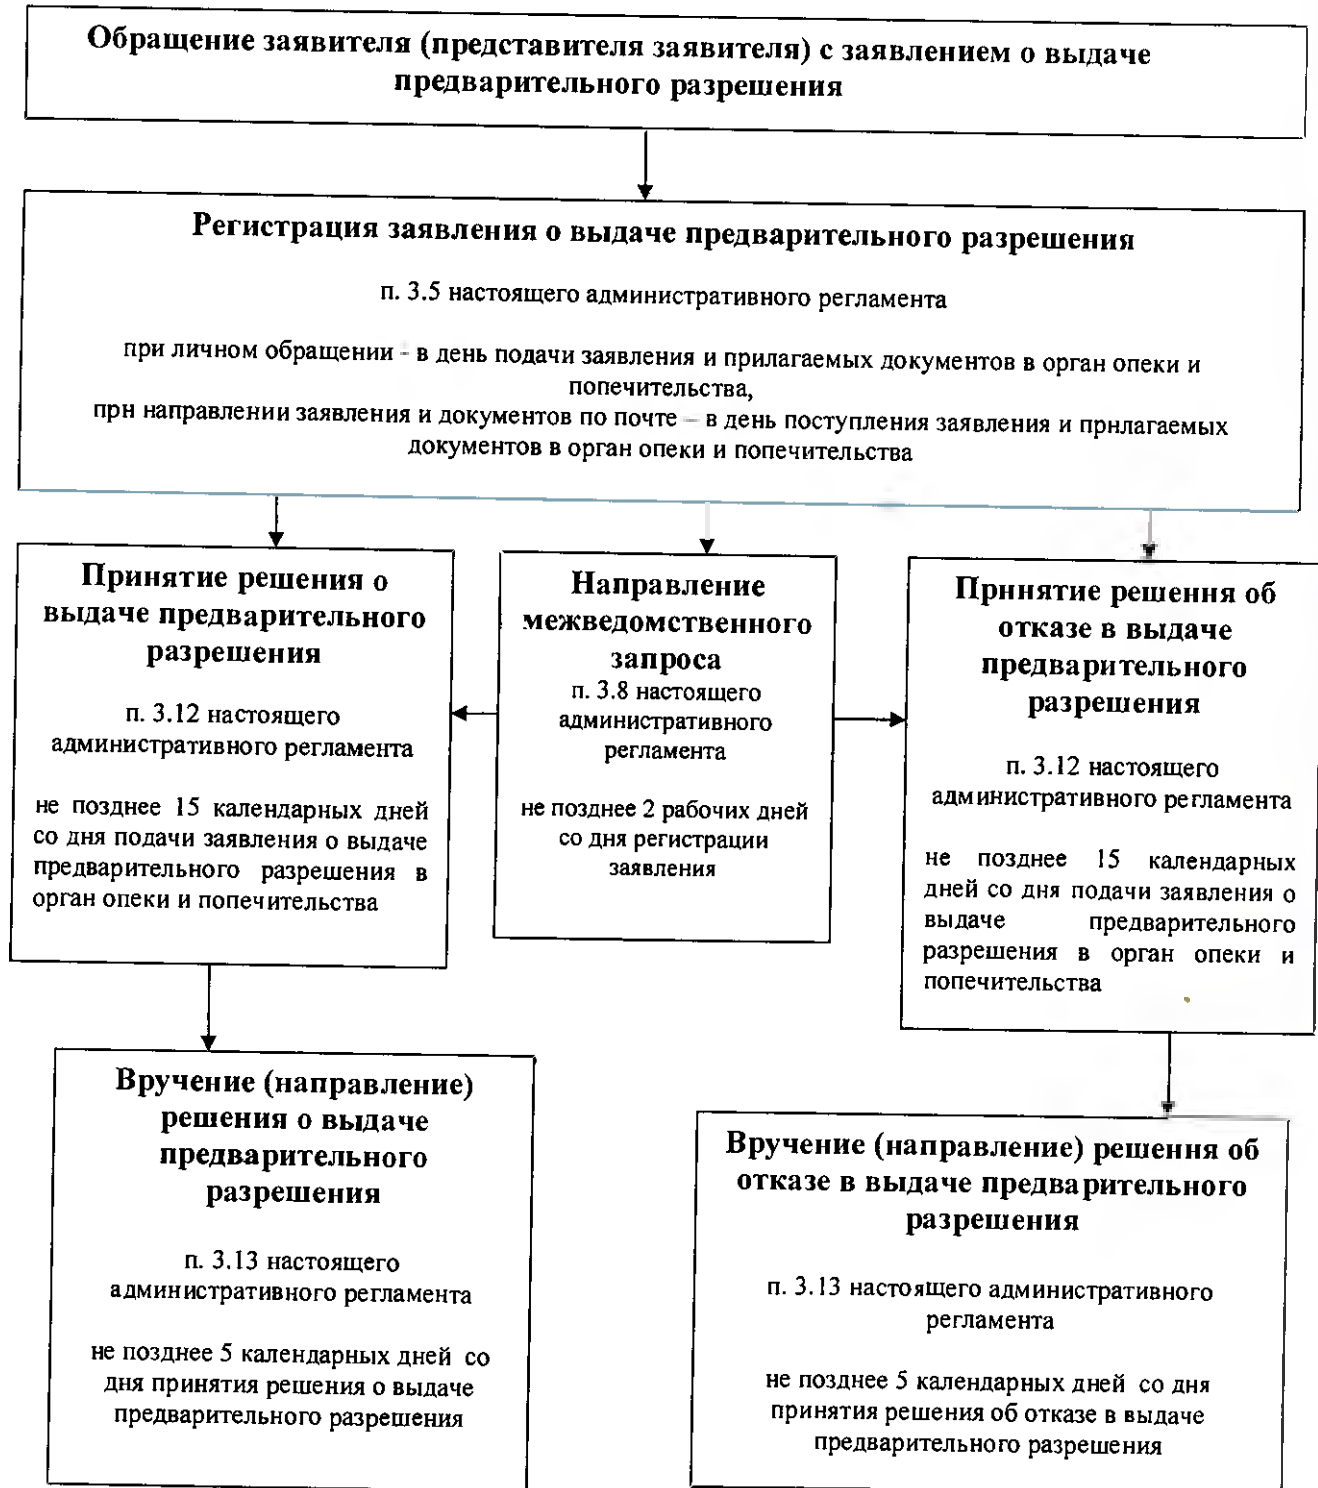 Обращение заявителя (представителя заявителя) с заявлением о выдаче
предварительного разрешения
Регистрация заявления о выдаче предварительного разрешения
п. 3.5 настоящего административного регламента
при личном обращении - в день подачи заявления и прилагаемых документов в орган опеки и
попечительства,
при направлении заявления и документов по почте – в день поступления заявления и прилагаемых
документов в орган опеки и попечительства
Принятие решения о
выдаче предварительного
разрешения
п. 3.12 настоящего
административного регламента
не позднее 15 календарных дней
со дня подачи заявления о выдаче
предварительного разрешения в
орган опеки и попечительства
Направление
межведомственного
запроса
п. 3.8 настоящего
административного
регламента
не позднее 2 рабочих дней
со дня регистрации
заявления
Принятие решения об
отказе в выдаче
предварительного
разрешения
п. 3.12 настоящего
административного регламента
не позднее 15 календарных
дней со дня подачи заявления о
выдаче предварительного
разрешения в орган опеки и
попечительства
Вручение (направление)
решения о выдаче
предварительного
разрешения
п. 3.13 настоящего
административного регламента
не позднее 5 календарных дней со
дня принятия решения о выдаче
предварительного разрешения
Вручение (направление) решения об
отказе в выдаче предварительного
разрешения
п. 3.13 настоящего административного
регламента
не позднее 5 календарных дней со дня
принятия решения об отказе в выдаче
предварительного разрешения